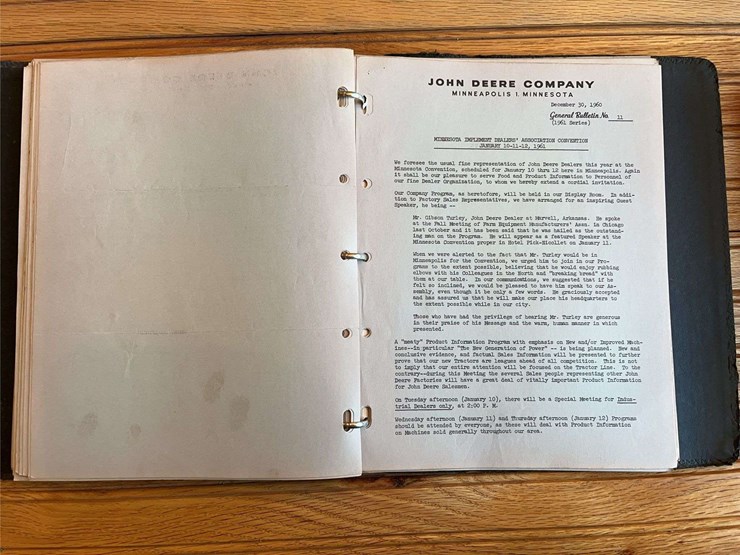 JOHN DEERE COMPANY
MINNEAPOLIS 1, MINNESOTA
December 30, 1960
General Bulletin No. 11
(1961 Series)
MINNESOTA IMPLEMENT DEALERS' ASSOCIATION CONVENTION
JANUARY 10-11-12, 1961
We foresee the usual fine representation of John Deere Dealers this year at the
Minnesota Convention, scheduled for January 10 thru 12 here in Minneapolis. Again
it shall be our pleasure to serve Food and Product Information to Personnel of
our fine Dealer Organization, to whom we hereby extend a cordial invitation.
Our Company Program, as heretofore, will be held in our Display Room. In addi-
tion to Factory Sales Representatives, we have arranged for an inspiring Guest
Speaker, he being --
Mr. Gibson Turley, John Deere Dealer at Marvell, Arkansas. He spoke
at the Fall Meeting of Farm Equipment Manufacturers' Assn. in Chicago
last October and it has been said that he was hailed as the outstand-
ing man on the Program. He will appear as a featured Speaker at the
Minnesota Convention proper in Hotel Pick-Nicollet on January 11.
When we were alerted to the fact that Mr. Turley would be in
Minneapolis for the Convention, we urged him to join in our Pro-
grams to the extent possible, believing that he would enjoy rubbing
elbows with his Colleagues in the North and "breaking bread" with
them at our table. In our communications, we suggested that if he
felt so inclined, we would be pleased to have him speak to our As-
sembly, even though it be only a few words. He graciously accepted
and has assured us that he will make our place his headquarters to
the extent possible while in our city.
Those who have had the privilege of hearing Mr. Turley are generous
in their praise of his Message and the warm, human manner in which
presented.
A "meaty" Product Information Program with emphasis on New and/or Improved Mach-
ines--in particular "The New Generation of Power" -- is being planned. New and
conclusive evidence, and factual Sales Information will be presented to further
prove that our new Tractors are leagues ahead of all competition. This is not
to imply that our entire attention will be focused on the Tractor Line. To the
contrary--during this Meeting the several Sales people representing other John
Deere Factories will have a great deal of vitally important Product Information
for John Deere Salesmen.
On Tuesday afternoon (January 10), there will be a Special Meeting for Indus-
trial Dealers only, at 2:00 P. M.
Wednesday afternoon (January 11) and Thursday afternoon (January 12) Programs
should be attended by everyone, as these will deal with Product Information
on Machines sold generally throughout our area.